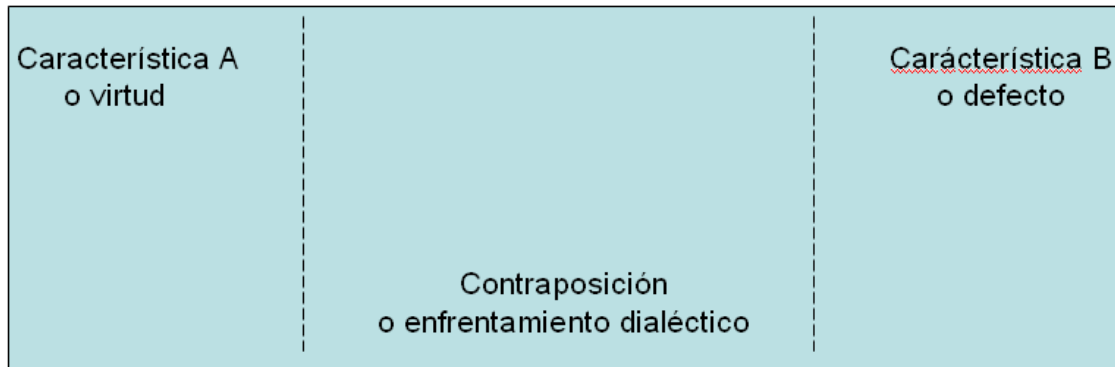 Característica A
o virtud
Carácterística B
o defecto
Contraposición
o enfrentamiento dialéctico